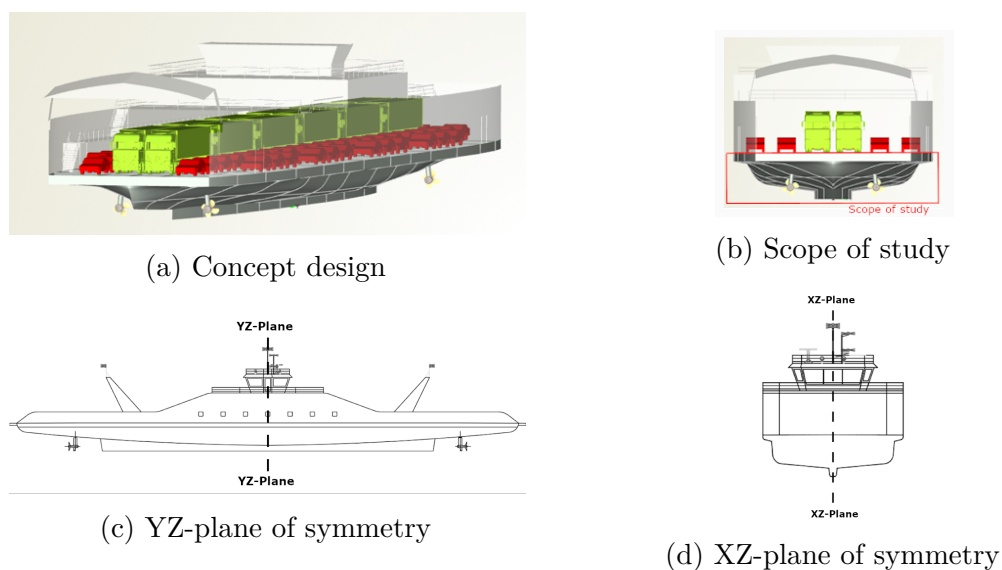 Scope of study
(a) Concept design
(b) Scope of study
YZ-Plane
YZ-Plane
(c) YZ-plane of symmetry
XZ-Plane
XZ-Plane
(d) XZ-plane of symmetry